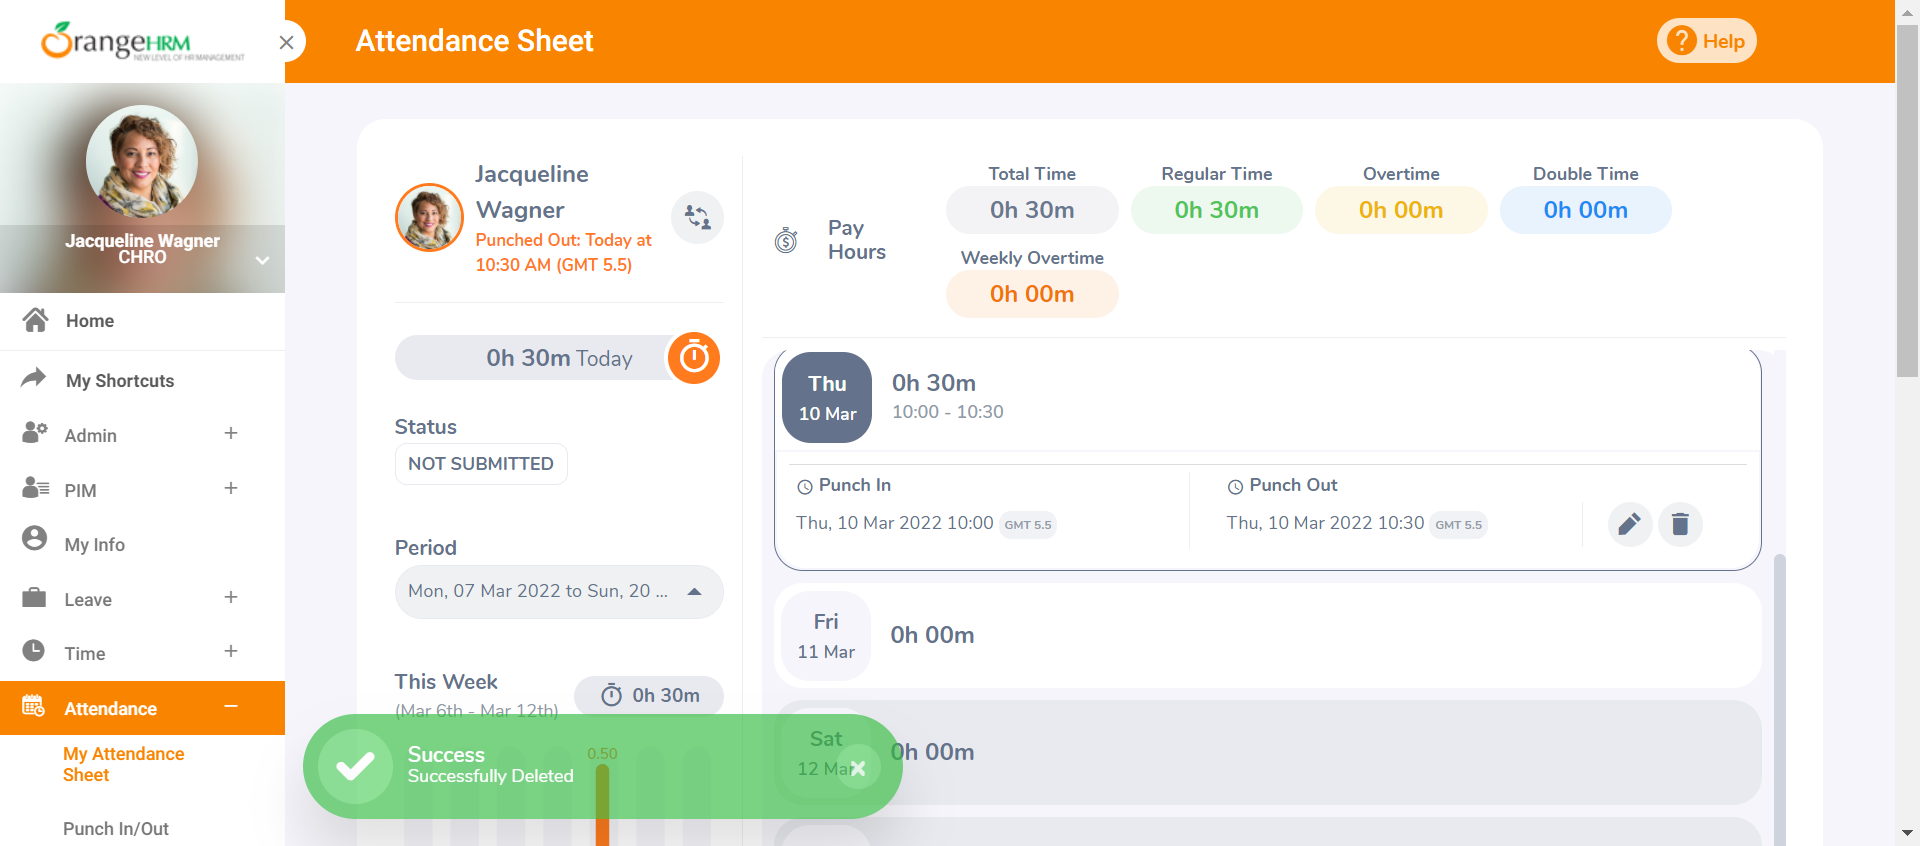 OrangeHRM
NEW LEVEL OF HR MANAGEMENT
Attendance Sheet
? Help
Jacqueline Wagner
CHRO
Home
My Shortcuts
Admin
PIM
My Info
Leave
Time
Attendance
My Attendance
Sheet
Punch In/Out
Jacqueline
Wagner
Punched Out: Today at
10:30 AM (GMT 5.5)
0h 30m Today
Status
NOT SUBMITTED
Period
Mon, 07 Mar 2022 to Sun, 20 ...
This Week
(Mar 6th - Mar 12th)
0h 30m
0.50
Success
Successfully Deleted
Pay
Hours
Total Time
0h 30m
Regular Time
0h 30m
Overtime
0h 00m
Double Time
0h 00m
Weekly Overtime
0h 00m
Thu
10 Mar
0h 30m
10:00 - 10:30
Punch In
Thu, 10 Mar 2022 10:00 GMT 5.5
Punch Out
Thu, 10 Mar 2022 10:30 GMT 5.5
Fri
11 Mar
0h 00m
Sat
12 Mar
0h 00m